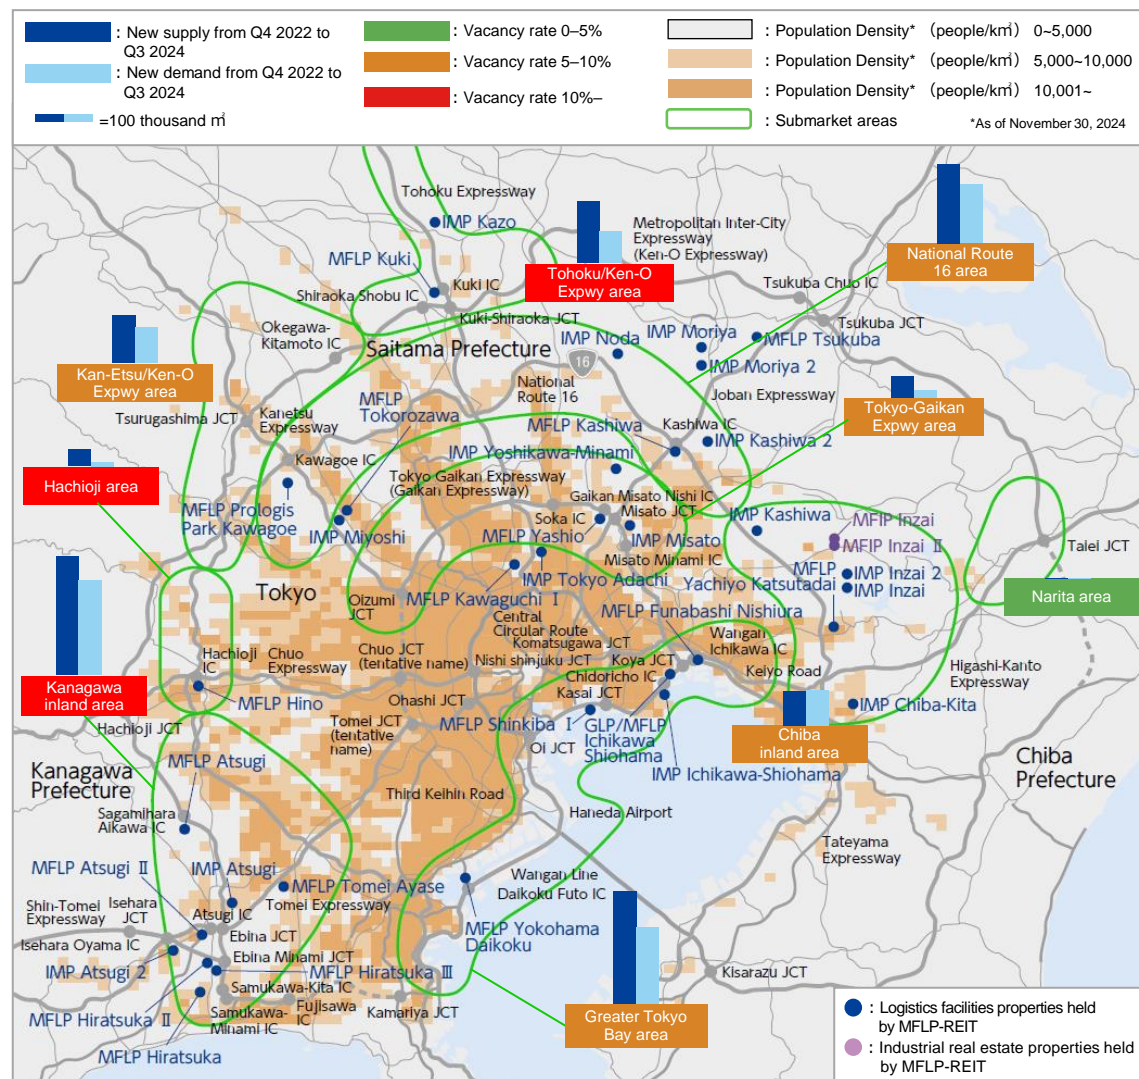 : New supply from Q4 2022 to
Q3 2024
: New demand from Q4 2022 to
Q3 2024
=100 thousand ㎡
: Vacancy rate 0–5%
: Vacancy rate 5–10%
: Vacancy rate 10%–
: Population Density* （people/k㎡） 0~5,000
: Population Density* （people/k㎡） 5,000~10,000
: Population Density* （people/k㎡） 10,001~
: Submarket areas
*As of November 30, 2024
Tohoku Expressway
IMP Kazo
Metropolitan Inter-City
Expressway
(Ken-O Expressway)
National Route
16 area
MFLP Kuki
Kuki IC
Tohoku/Ken-O
Expwy area
Tsukuba Chuo IC
Shiraoka Shobu IC
Kuki-Shiraoka JCT
Tsukuba JCT
Okegawa-
Kitamoto IC
Saitama Prefecture
IMP Noda
IMP Moriya
MFLP Tsukuba
16
IMP Moriya 2
Kan-Etsu/Ken-O
Expwy area
National
Route 16
Joban Expressway
MFLP
Tokorozawa
Tokyo-Gaikan
Expwy area
Tsurugashima JCT
Kanetsu
Expressway
MFLP Kashiwa
Kashiwa IC
IMP Kashiwa 2
Kawagoe IC
IMP Yoshikawa-Minami
Hachioji area
Tokyo Gaikan Expressway
(Gaikan Expressway)
Gaikan Misato Nishi IC
MFLP Prologis
Park Kawagoe
IMP Miyoshi
Soka IC
Misato JCT
IMP Kashiwa
MFIP Inzai
MFLP Yashio
IMP Misato
MFIP Inzai Ⅱ
Talei JCT
Misato Minami IC
IMP Tokyo Adachi
MFLP
Yachiyo Katsutadai
IMP Inzai 2
IMP Inzai
Tokyo
Oizumi
JCT
MFLP Kawaguchi Ⅰ
Narita area
MFLP Funabashi Nishiura
Central
Circular Route
Komatsugawa JCT
Wangan
Ichikawa IC
Hachioji
IC
Chuo
Expressway
Chuo JCT
(tentative name)
Nishi shinjuku JCT
Koya JCT
Keiyo Road
Chidoricho IC
Higashi-Kanto
Expressway
Kanagawa
inland area
MFLP Hino
Ohashi JCT
Kasai JCT
IMP Chiba-Kita
Hachioji JCT
Tomei JCT
(tentative
name)
MFLP Shinkiba Ⅰ
GLP/MFLP
Ichikawa
Shiohama
Chiba
inland area
Oi JCT
Kanagawa
Prefecture
MFLP Atsugi
IMP Ichikawa-Shiohama
Chiba
Prefecture
Third Keihin Road
Haneda Airport
Sagamihara
Aikawa IC
Tateyama
Expressway
MFLP Atsugi Ⅱ
IMP Atsugi
MFLP Tomei Ayase
Wangan Line
Daikoku Futo IC
Shin-Tomei
Expressway
Isehara
JCT
Tomei Expressway
Atsugi IC
MFLP Yokohama
Daikoku
Isehara Oyama IC
Ebina JCT
Ebina Minami JCT
IMP Atsugi 2
MFLP Hiratsuka Ⅲ
Kisarazu JCT
Samukawa-Kita IC
MFLP Hiratsuka Ⅱ
Samukawa-
Minami IC
Fujisawa
IC
Kamariya JCT
Greater Tokyo
Bay area
MFLP Hiratsuka
: Logistics facilities properties held
by MFLP-REIT
: Industrial real estate properties held
by MFLP-REIT